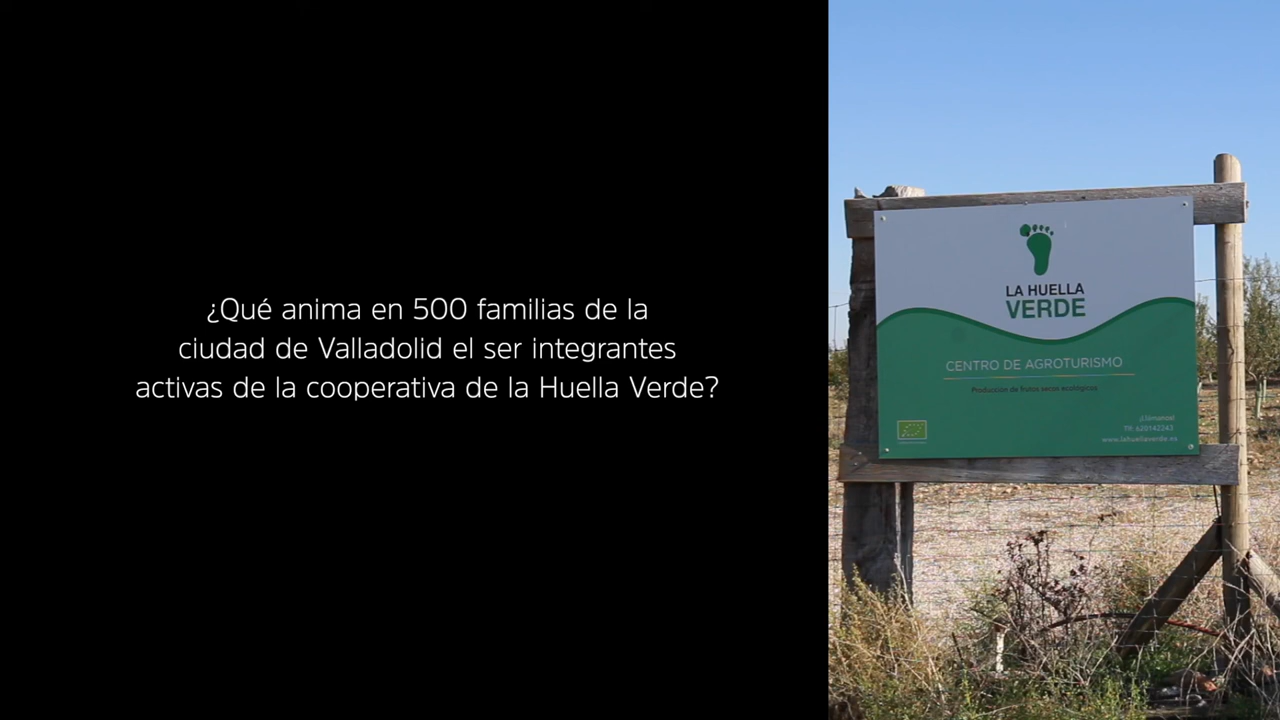 ¿Qué anima en 500 familias de la
ciudad de Valladolid el ser integrantes
activas de la cooperativa de la Huella Verde?
LA HUELLA
VERDE
CENTRO DE AGROTURISMO
Producción de frutos secos ecológicos
www.lahuellaverde.es